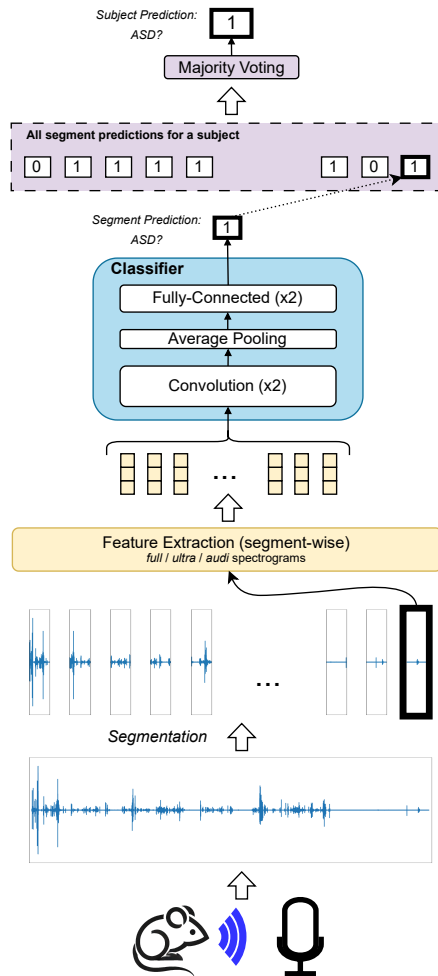 Subject Prediction:
ASD?
1
Majority Voting
All segment predictions for a subject
0 1 1 1 1 1 0 1
Segment Prediction:
ASD?
1
Classifier
Fully-Connected (x2)
Average Pooling
Convolution (x2)
...
Feature Extraction (segment-wise)
full / ultra / audi spectrograms
...
Segmentation